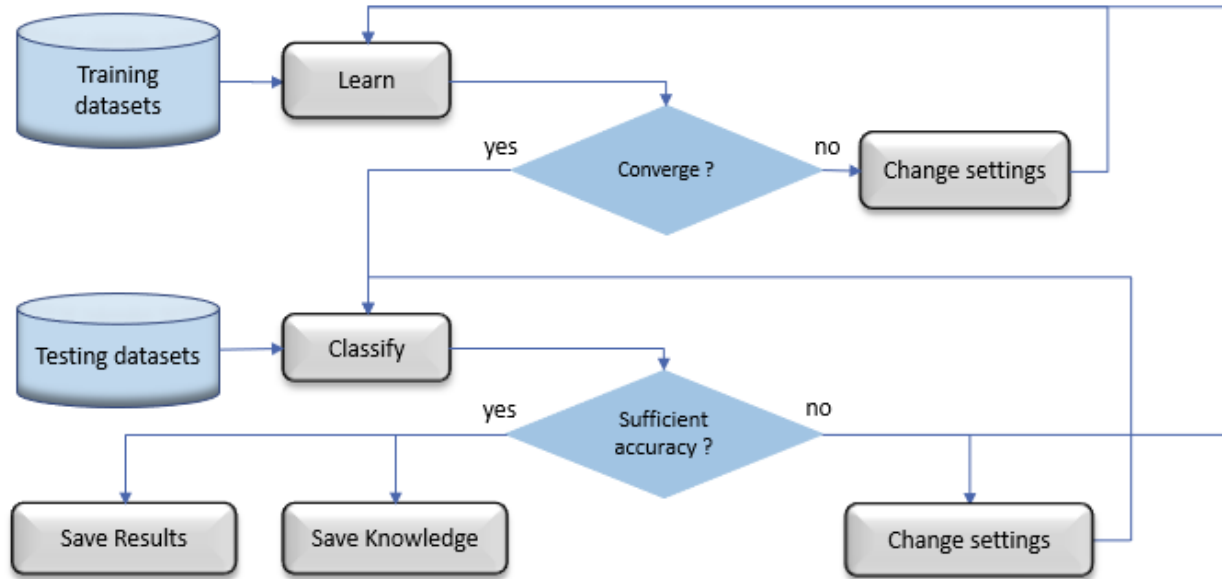 Training
datasets
Learn
yes
Converge ?
no
Change settings
Testing datasets
Classify
yes
Sufficient
accuracy ?
no
Save Results
Save Knowledge
Change settings